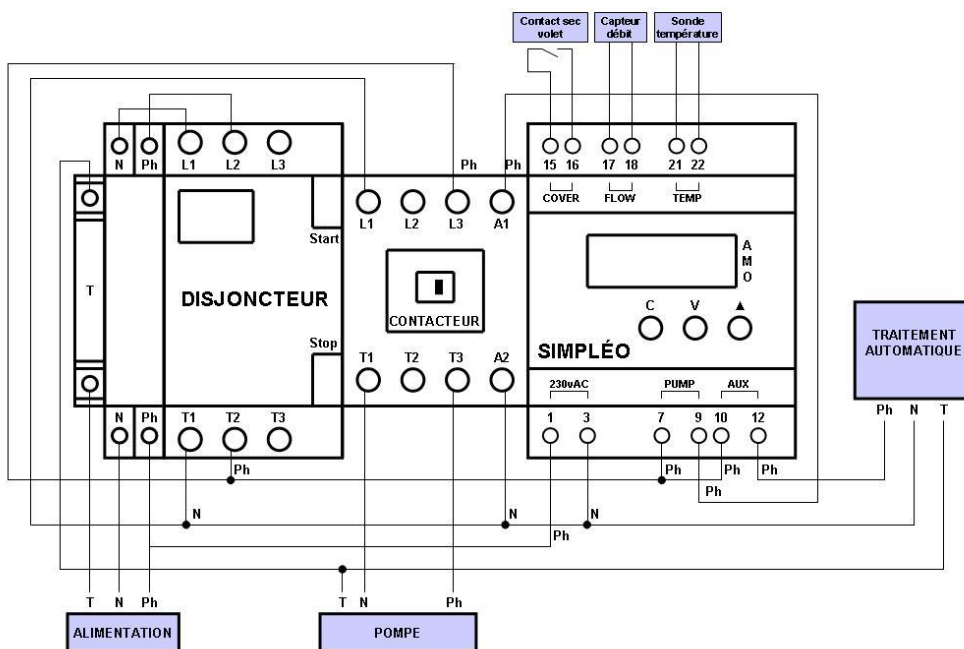 Contact sec
volet
Capteur
débit
Sonde
température
Ph
Ph
N
Ph
L1
L2
L3
15
16
17
18
21
22
COVER
FLOW
TEMP
L1
L2
L3
A1
Start
A
M
O
T
DISJONCTEUR
CONTACTEUR
C
V
▲
TRAITEMENT
AUTOMATIQUE
Stop
SIMPLÉO
T1
T2
T3
A2
230vAC
PUMP
AUX
N
Ph
T1
T2
T3
1
3
7
9
10
12
Ph
N
T
Ph
Ph
Ph
Ph
Ph
N
N
N
Ph
T
N
Ph
T
N
Ph
ALIMENTATION
POMPE